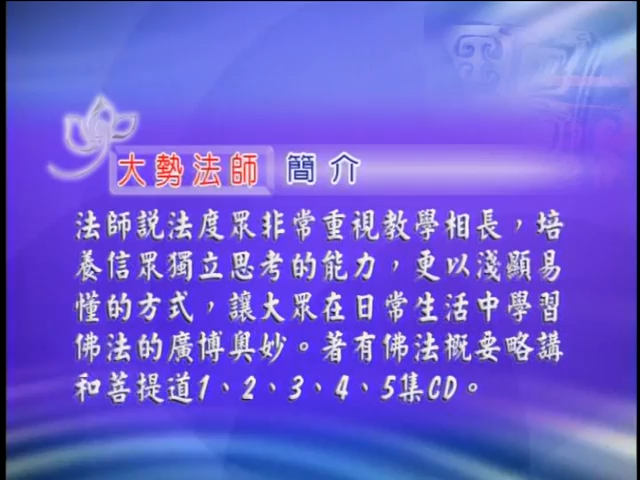 大勢法師 簡介
法師説法度眾非常重視教學相長，培
養信眾獨立思考的能力，更以淺顯易
懂的方式，讓大眾在日常生活中學習
佛法的廣博奧妙。著有佛法概要略講
和菩提道1、2、3、4、5集CD。